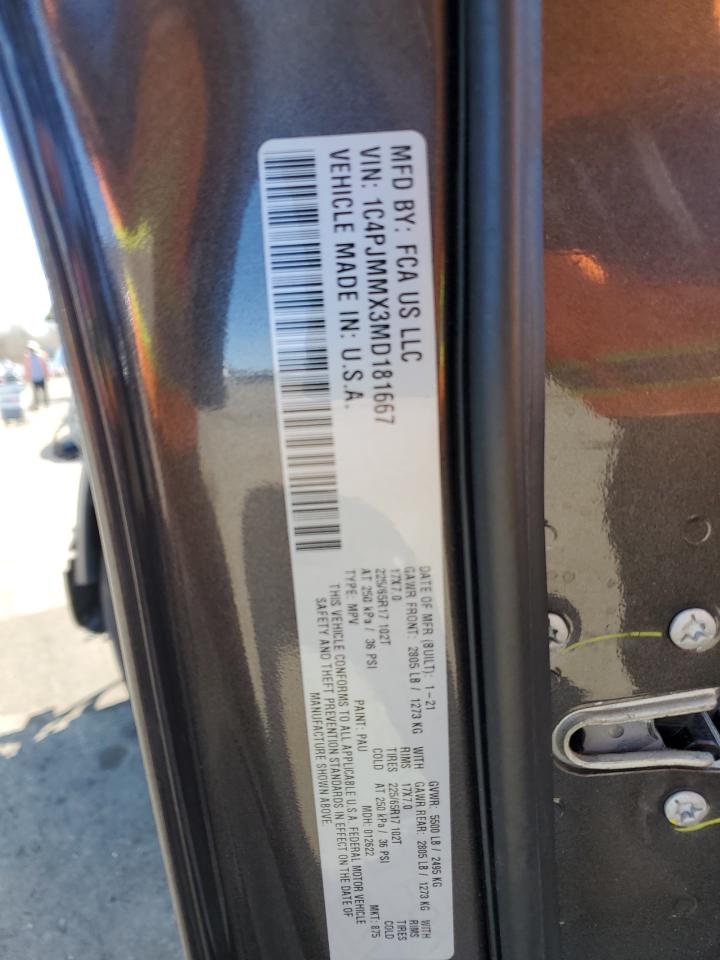 MFD BY: FCA US LLC
VIN: 1C4PJMMX3MD181667
VEHICLE MADE IN: U.S.A.
DATE OF MFR (BUILT): 1-21 GVWR: 5500 LB / 2495 KG
GAWR FRONT: 2805 LB / 1273 KG WITH GAWR REAR: 2805 LB / 1273 KG WITH
17X7.0 RIMS 17X7.0 RIMS
225/65R17 102T TIRES 225/65R17 102T TIRES
AT 250 kPa / 36 PSI COLD AT 250 kPa / 36 PSI COLD
TYPE: MPV PAINT: PAU MDH: 012622 MKT: 875
THIS VEHICLE CONFORMS TO ALL APPLICABLE U.S.A. FEDERAL MOTOR VEHICLE
SAFETY AND THEFT PREVENTION STANDARDS IN EFFECT ON THE DATE OF
MANUFACTURE SHOWN ABOVE.